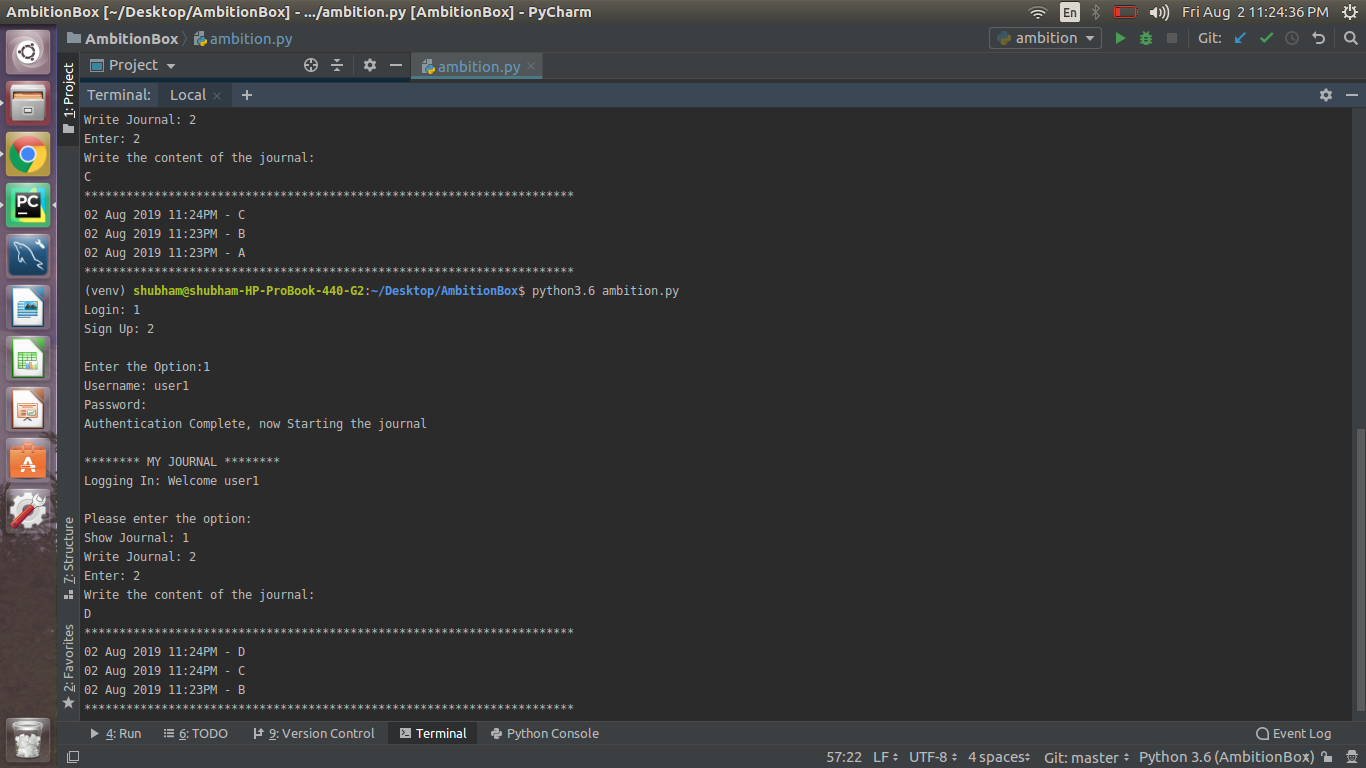 AmbitionBox [~/Desktop/AmbitionBox] - .../ambition.py [AmbitionBox] - PyCharm
En
Fri Aug 2 11:24:36 PM
AmbitionBox
ambition.py
ambition
Git:
1: Project
Project
ambition.py
Terminal:
Local
Write Journal: 2
Enter: 2
Write the content of the journal:
C
**********************************************************************
02 Aug 2019 11:24PM - C
02 Aug 2019 11:23PM - B
02 Aug 2019 11:23PM - A
**********************************************************************
(venv) shubham@shubham-HP-ProBook-440-G2:~/Desktop/AmbitionBox$ python3.6 ambition.py
Login: 1
Sign Up: 2
Enter the Option:1
Username: user1
Password:
Authentication Complete, now Starting the journal
******** MY JOURNAL ********
Logging In: Welcome user1
Please enter the option:
Show Journal: 1
Write Journal: 2
Enter: 2
Write the content of the journal:
D
**********************************************************************
02 Aug 2019 11:24PM - D
02 Aug 2019 11:24PM - C
02 Aug 2019 11:23PM - B
**********************************************************************
PC
A
7: Structure
2: Favorites
4: Run
6: TODO
9: Version Control
Terminal
Python Console
Event Log
57:22
LF
UTF-8
4 spaces
Git: master
Python 3.6 (AmbitionBox)